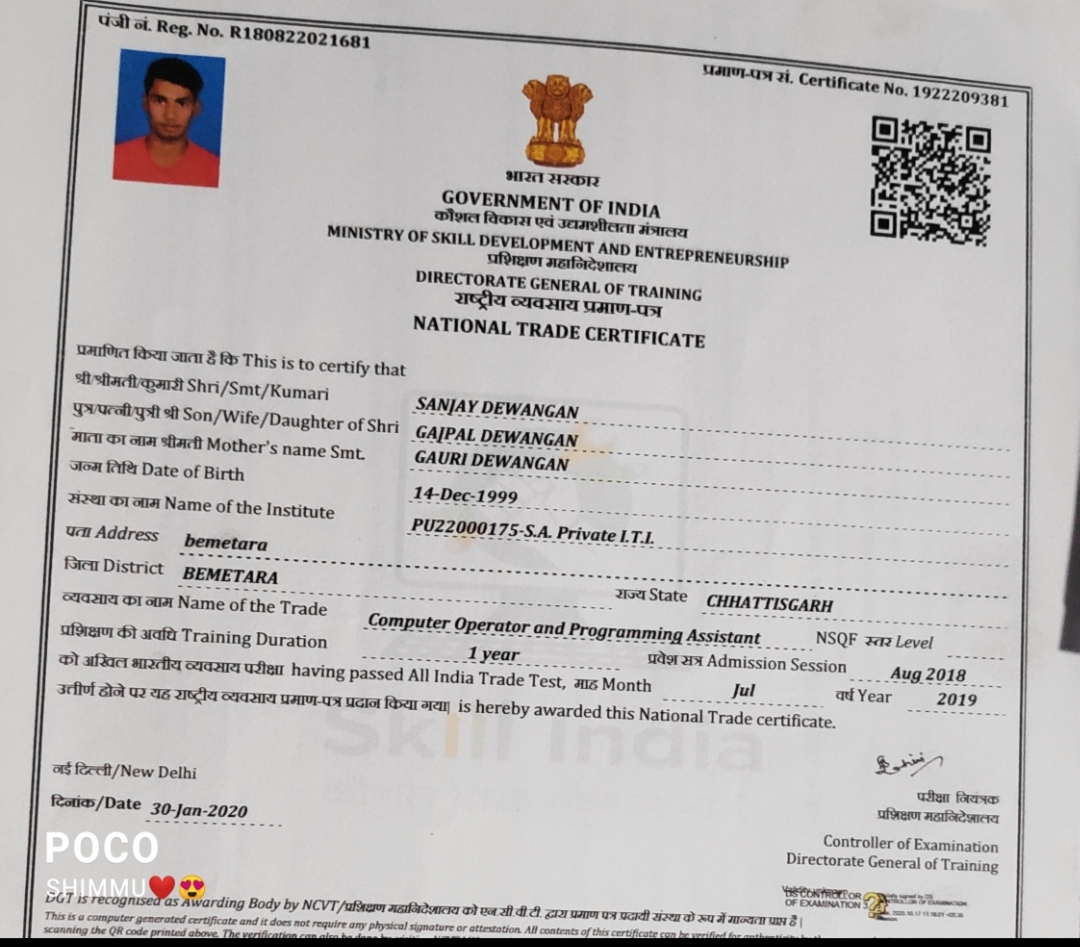 पंजी नं. Reg. No. R180822021681
प्रमाण-पत्र सं. Certificate No. 1922209381
भारत सरकार
GOVERNMENT OF INDIA
कौशल विकास एवं उद्यमशीलता मंत्रालय
MINISTRY OF SKILL DEVELOPMENT AND ENTREPRENEURSHIP
प्रशिक्षण महानिदेशालय
DIRECTORATE GENERAL OF TRAINING
राष्ट्रीय व्यवसाय प्रमाण-पत्र
NATIONAL TRADE CERTIFICATE
प्रमाणित किया जाता है कि This is to certify that
श्री/श्रीमती/कुमारी Shri/Smt/Kumari SANJAY DEWANGAN
पुत्र/पत्नी/पुत्री श्री Son/Wife/Daughter of Shri GAJPAL DEWANGAN
माता का नाम श्रीमती Mother's name Smt. GAURI DEWANGAN
जन्म तिथि Date of Birth 14-Dec-1999
संस्था का नाम Name of the Institute PU22000175-S.A. Private I.T.I.
पता Address bemetara
जिला District BEMETARA राज्य State CHHATTISGARH
व्यवसाय का नाम Name of the Trade Computer Operator and Programming Assistant NSQF स्तर Level
प्रशिक्षण की अवधि Training Duration 1 year प्रवेश सत्र Admission Session Aug 2018
को अखिल भारतीय व्यवसाय परीक्षा having passed All India Trade Test, माह Month Jul वर्ष Year 2019
उतीर्ण होने पर यह राष्ट्रीय व्यवसाय प्रमाण-पत्र प्रदान किया गया| is hereby awarded this National Trade certificate.
Skill India
नई दिल्ली/New Delhi
दिनांक/Date 30-Jan-2020
परीक्षा नियंत्रक
प्रशिक्षण महानिदेशालय
Controller of Examination
Directorate General of Training
POCO
SHIMMU❤️😍
DS CONTROLLOR
OF EXAMINATION 3
DGT is recognised as Awarding Body by NCVT/प्रशिक्षण महानिदेशालय को एन.सी.वी.टी. द्वारा प्रमाण पत्र प्रदायी संस्था के रूप में मान्यता प्राप्त है|
This is a computer generated certificate and it does not require any physical signature or attestation. All contents of this certificate can be verified for authenticity by
scanning the QR code printed above. The verification can also be done by